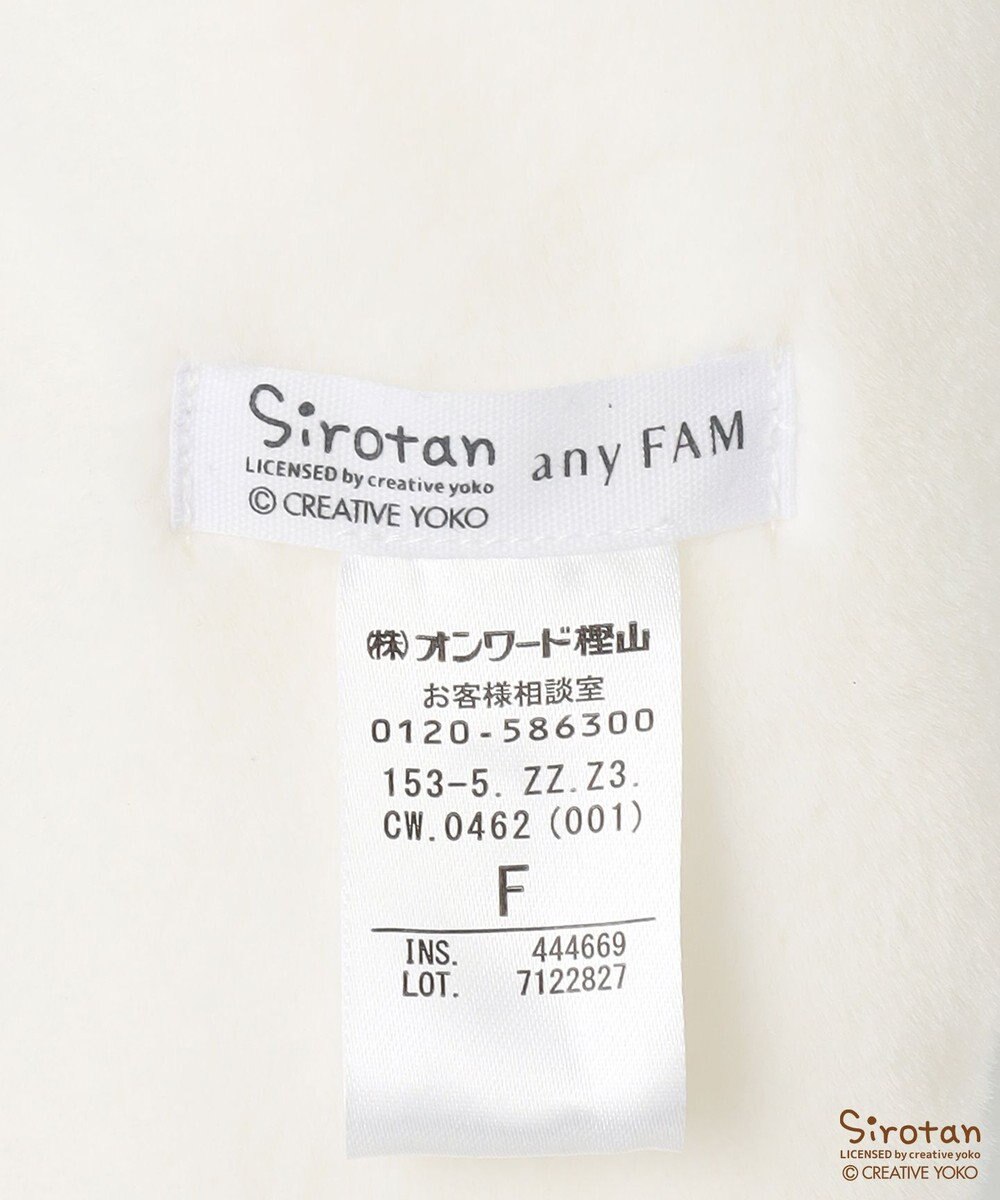 Sirotan
LICENSED by creative yoko
© CREATIVE YOKO
any FAM
㈱オンワード樫山
お客様相談室
0120-586300
153-5. ZZ.Z3.
CW.0462 (001)
F
INS. 444669
LOT. 7122827
Sirotan
LICENSED by creative yoko
© CREATIVE YOKO